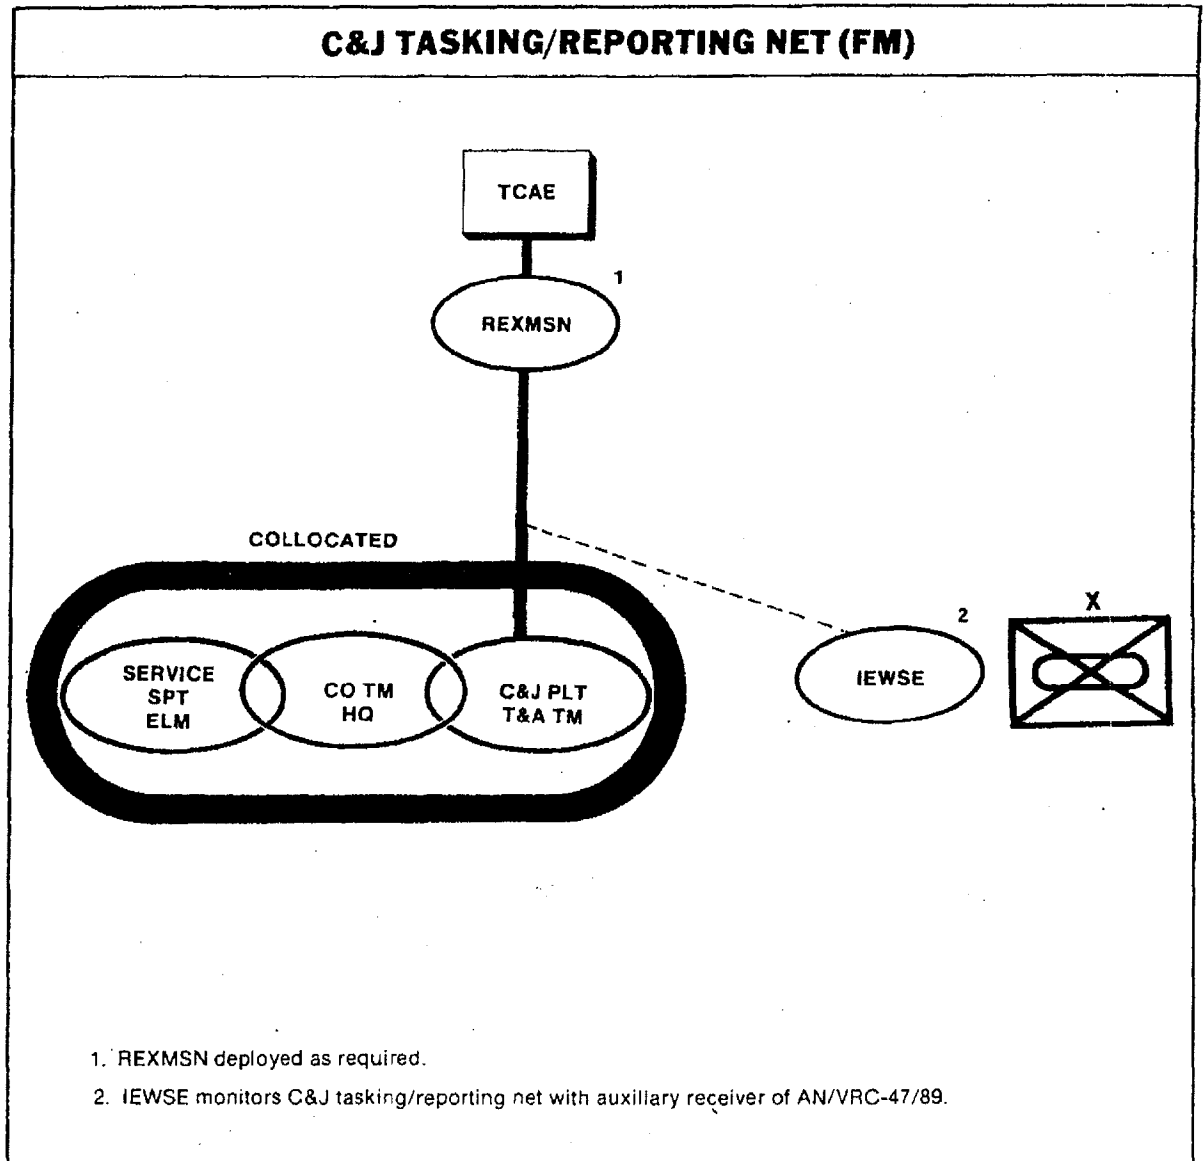 C&J TASKING/REPORTING NET (FM)
TCAE
1
REXMSN
COLLOCATED
2
X
SERVICE
SPT
ELM
CO TM
HQ
C&J PLT
T&A TM
IEWSE
1. REXMSN deployed as required.
2. IEWSE monitors C&J tasking/reporting net with auxillary receiver of AN/VRC-47/89.